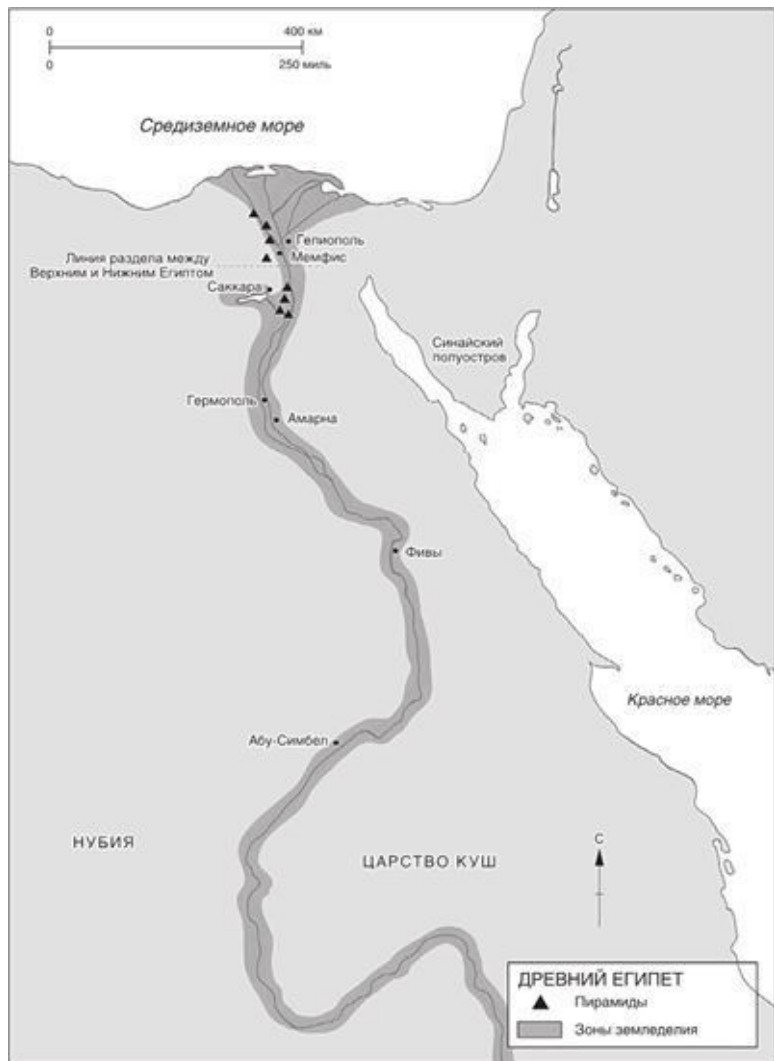 0 400 км
0 250 миль
Средиземное море
Гелиополь
Мемфис
Линия раздела между
Верхним и Нижним Египтом
Саккара
Синайский
полуостров
Гермополь
Амарна
Фивы
Красное море
Абу-Симбел
НУБИЯ
ЦАРСТВО КУШ
С
ДРЕВНИЙ ЕГИПЕТ
Пирамиды
Зоны земледелия